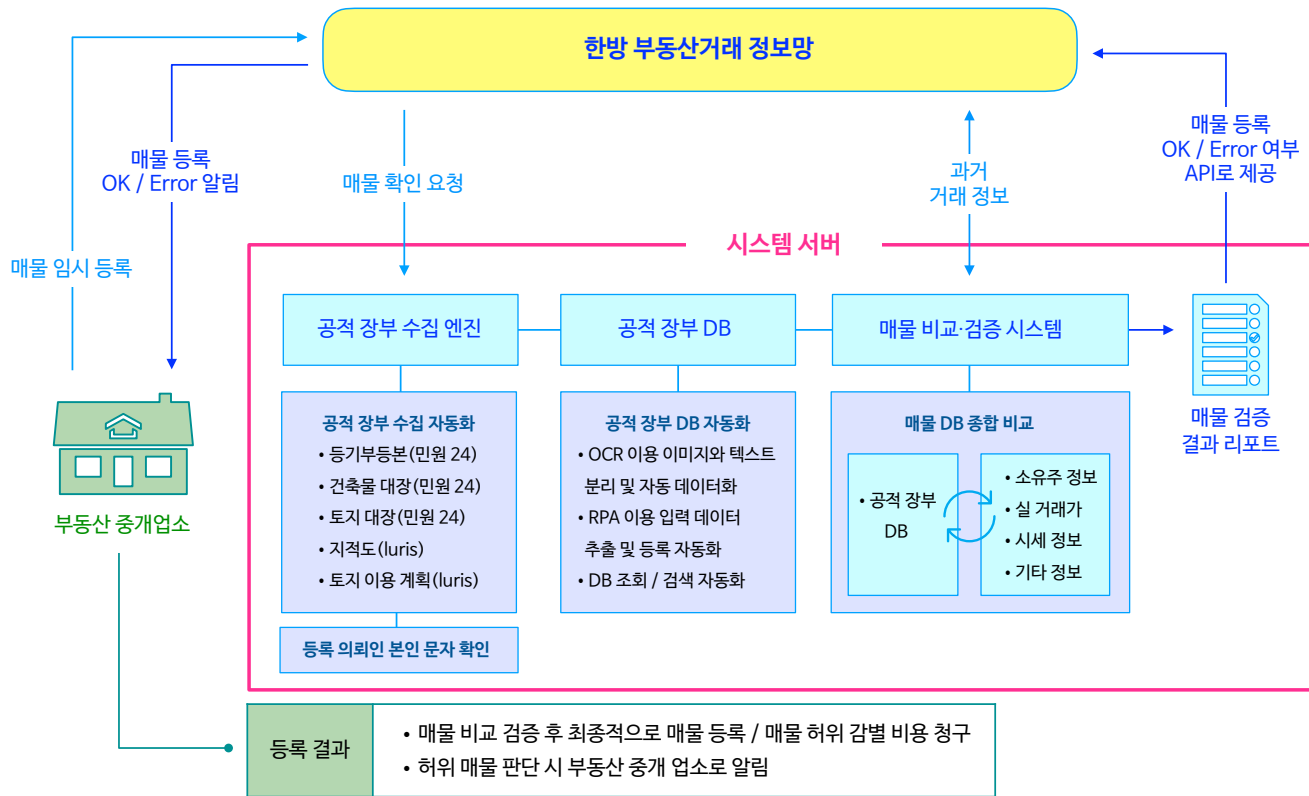 한방 부동산거래 정보망
매물 등록
OK / Error 알림
매물 확인 요청
과거
거래 정보
매물 등록
OK / Error 여부
API로 제공
매물 임시 등록
시스템 서버
공적 장부 수집 엔진
공적 장부 DB
매물 비교·검증 시스템
공적 장부 수집 자동화
• 등기부등본(민원 24)
• 건축물 대장(민원 24)
• 토지 대장(민원 24)
• 지적도(luris)
• 토지 이용 계획(luris)
등록 의뢰인 본인 문자 확인
공적 장부 DB 자동화
• OCR 이용 이미지와 텍스트
분리 및 자동 데이터화
• RPA 이용 입력 데이터
추출 및 등록 자동화
• DB 조회 / 검색 자동화
매물 DB 종합 비교
• 공적 장부
DB
• 소유주 정보
• 실 거래가
• 시세 정보
• 기타 정보
매물 검증
결과 리포트
부동산 중개업소
등록 결과
• 매물 비교 검증 후 최종적으로 매물 등록 / 매물 허위 감별 비용 청구
• 허위 매물 판단 시 부동산 중개 업소로 알림